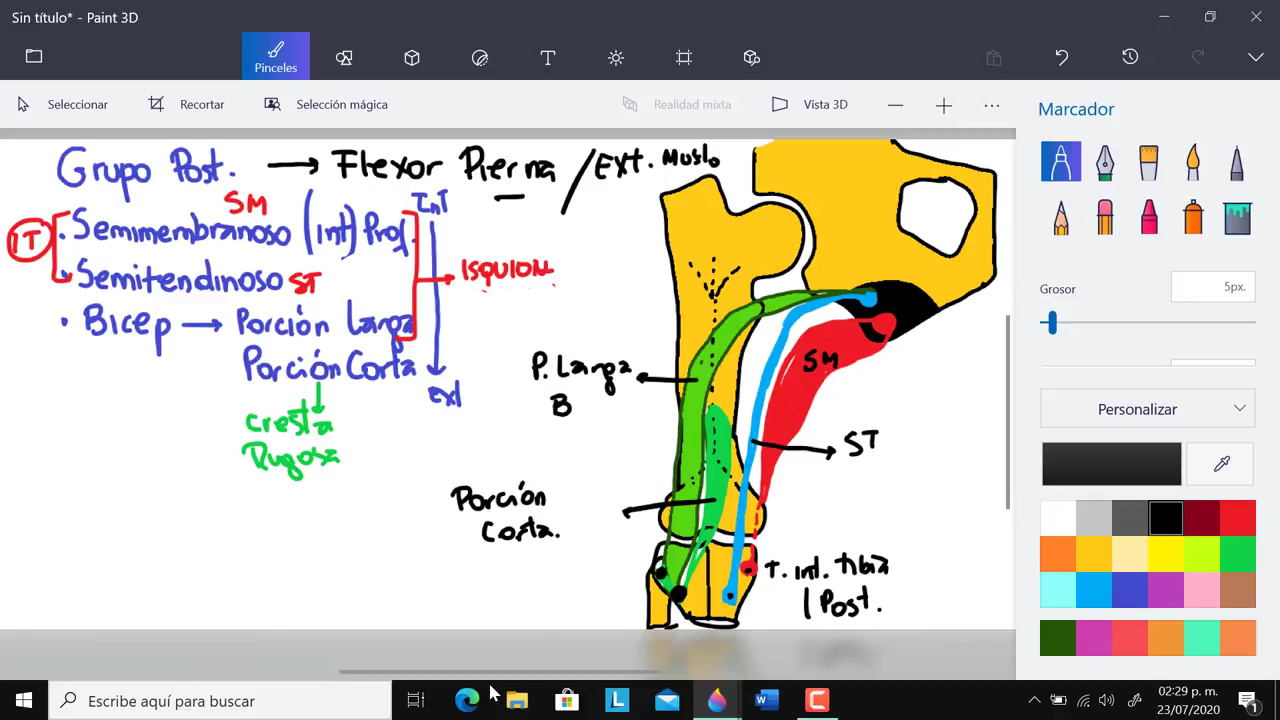 Sin título* - Paint 3D
Pinceles
Seleccionar
Recortar
Selección mágica
Realidad mixta
Vista 3D
Marcador
Grosor
5px.
Personalizar
Grupo Post. → Flexor Pierna / Ext. Muslo
SM
Int
1T
. Semimembranoso (Int) Prof.
. Semitendinoso ST
ISQUION
. Bicep → Porción Larga
Porción Corta
ext
cresta
Rugosa
P. Larga
B
SM
ST
Porción
Corta.
T. int. tibia
| Post.
Escribe aquí para buscar
L
02:29 p. m.
23/07/2020
1